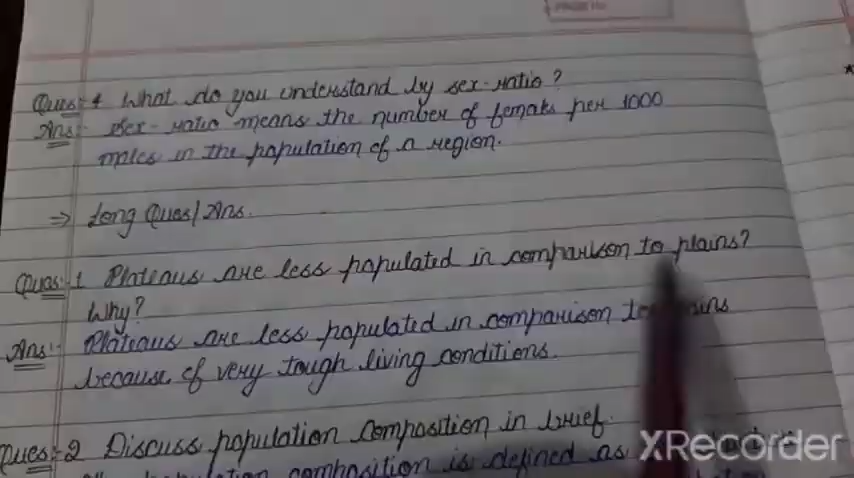 PAGE No
Ques:- 4 What do you understand by sex-ratio?
Ans:- Sex-ratio means the number of females per 1000
males in the population of a region.
⇒ Long Ques/Ans.
Ques:- 1 Plateaus are less populated in comparison to plains?
Why?
Ans:- Plateaus are less populated in comparison to
because of very tough living conditions.
Ques:- 2 Discuss population composition in brief.
composition is defined as
XRecorder